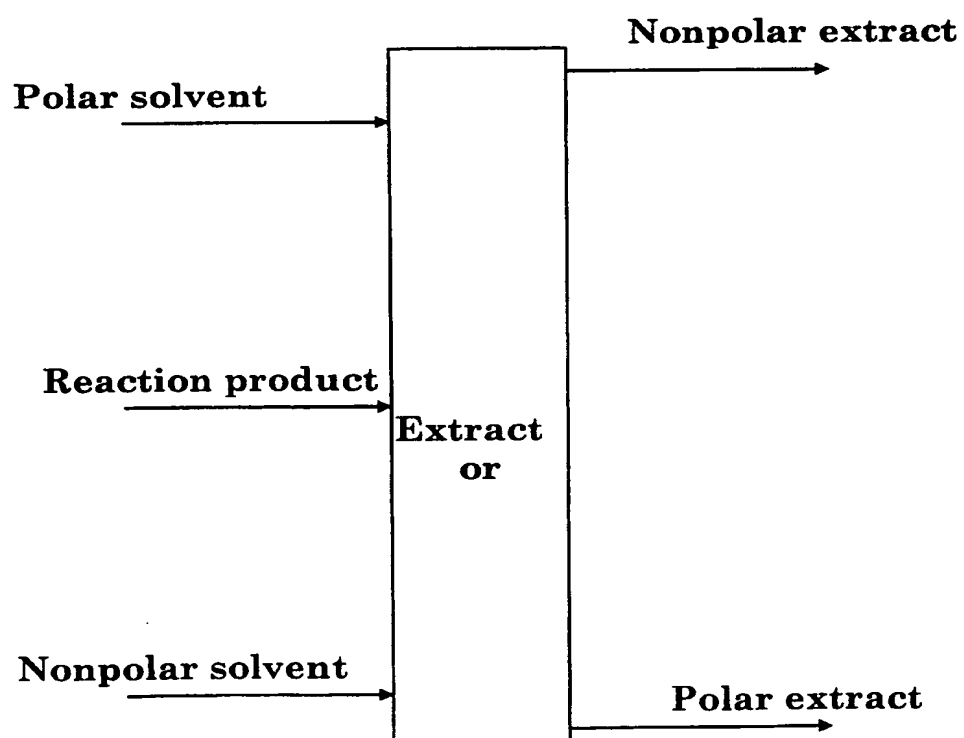 Nonpolar extract
Polar solvent
Reaction product
Extract
or
Nonpolar solvent
Polar extract